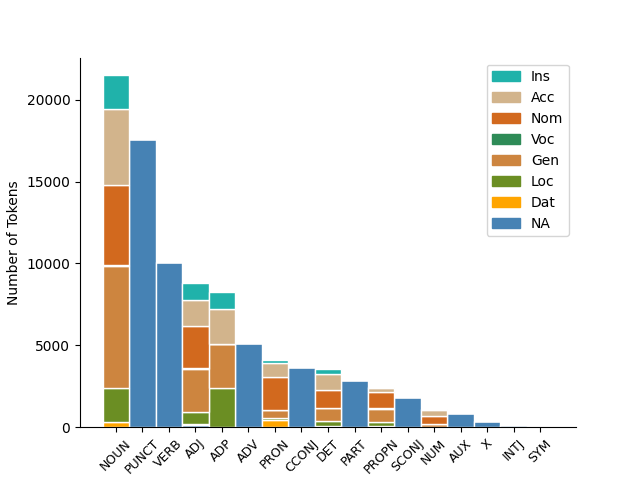 Number of Tokens
20000
15000
10000
5000
0
Ins
Acc
Nom
Voc
Gen
Loc
Dat
NA
NOUN
PUNCT
VERB
ADJ
ADP
ADV
PRON
CCONJ
DET
PART
PROPN
SCONJ
NUM
AUX
X
INTJ
SYM